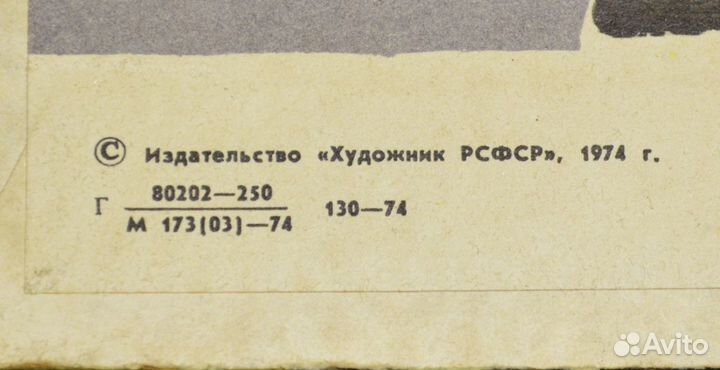 © Издательство «Художник РСФСР», 1974 г.
Г 80202—250 130—74
М 173(03)—74
Avito